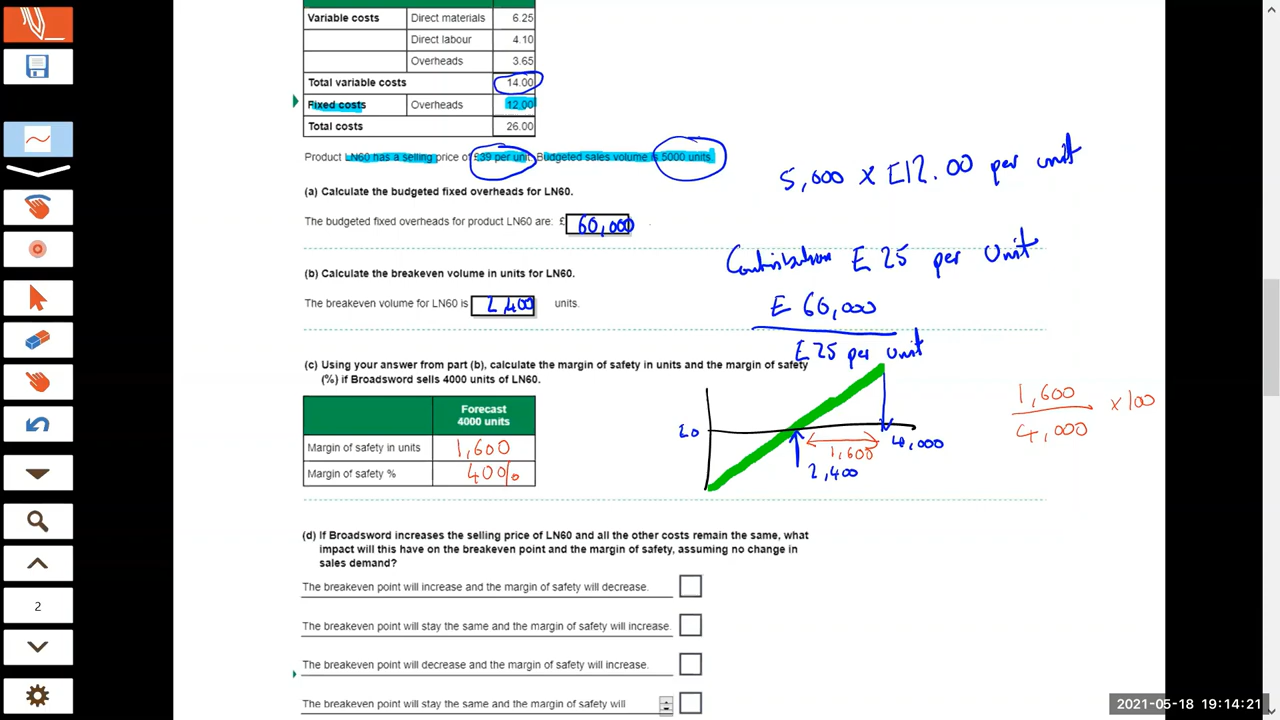 Variable costs Direct materials 6.25
Direct labour 4.10
Overheads 3.65
Total variable costs 14.00
Fixed costs Overheads 12.00
Total costs 26.00
Product LN60 has a selling price of £39 per unit. Budgeted sales volume is 5000 units.
5,000 x £12.00 per unit
(a) Calculate the budgeted fixed overheads for LN60.
The budgeted fixed overheads for product LN60 are: £ 60,000 .
Contribution £25 per Unit
(b) Calculate the breakeven volume in units for LN60.
The breakeven volume for LN60 is 2,400 units.
£60,000
£25 per Unit
(c) Using your answer from part (b), calculate the margin of safety in units and the margin of safety
(%) if Broadsword sells 4000 units of LN60.
Forecast
4000 units
Margin of safety in units 1,600
Margin of safety % 40%
£0
1,600
2,400
4,000
1,600
4,000
x100
(d) If Broadsword increases the selling price of LN60 and all the other costs remain the same, what
impact will this have on the breakeven point and the margin of safety, assuming no change in
sales demand?
The breakeven point will increase and the margin of safety will decrease.
The breakeven point will stay the same and the margin of safety will increase.
The breakeven point will decrease and the margin of safety will increase.
The breakeven point will stay the same and the margin of safety will
2
2021-05-18 19:14:21